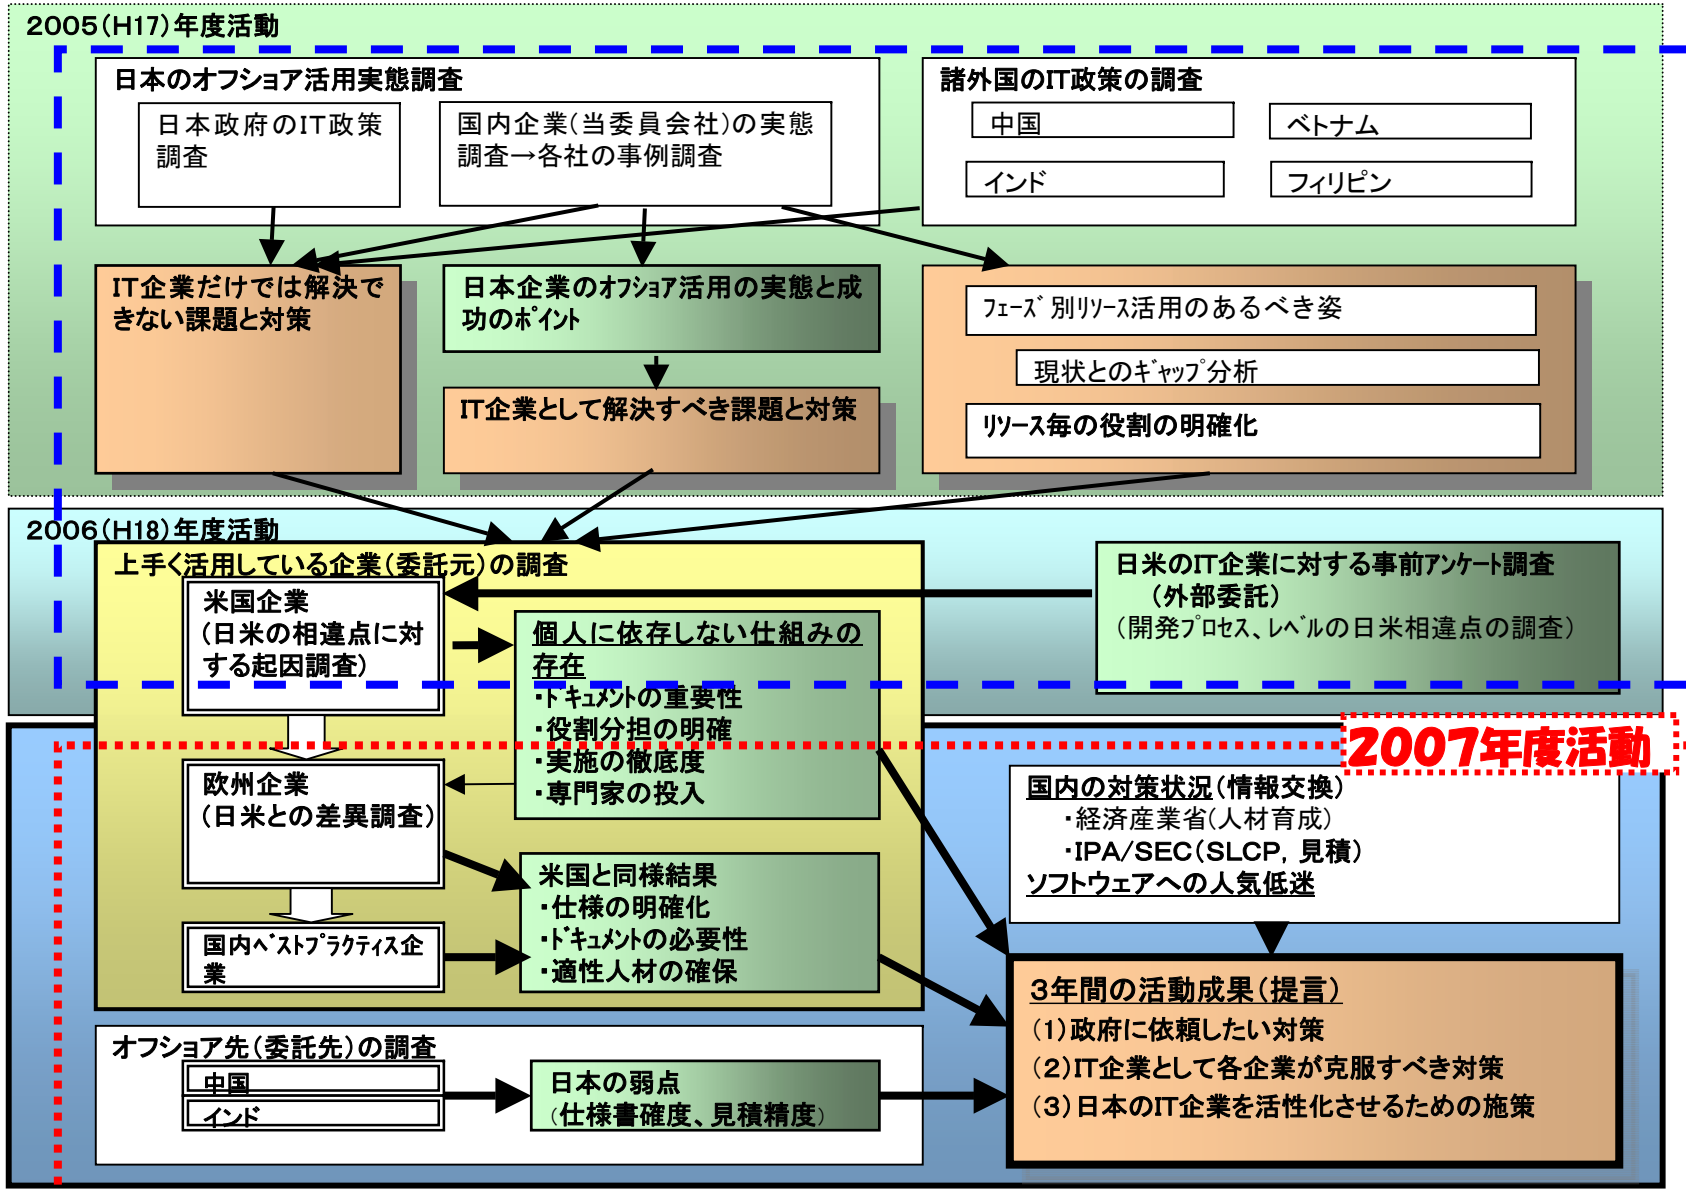 2005(H17)年度活動
日本のオフショア活用実態調査
日本政府のIT政策
調査
国内企業(当委員会社)の実態
調査→各社の事例調査
諸外国のIT政策の調査
中国
ベトナム
インド
フィリピン
IT企業だけでは解決で
きない課題と対策
日本企業のオフショア活用の実態と成
功のポイント
IT企業として解決すべき課題と対策
フェーズ別リソース活用のあるべき姿
現状とのギャップ分析
リソース毎の役割の明確化
2006(H18)年度活動
上手く活用している企業(委託元)の調査
米国企業
(日米の相違点に対
する起因調査)
個人に依存しない仕組みの
存在
・ドキュメントの重要性
・役割分担の明確
・実施の徹底度
・専門家の投入
日米のIT企業に対する事前アンケート調査
(外部委託)
(開発プロセス、レベルの日米相違点の調査)
2007年度活動
欧州企業
(日米との差異調査)
米国と同様結果
・仕様の明確化
・ドキュメントの必要性
・適性人材の確保
国内ベストプラクティス企
業
国内の対策状況(情報交換)
・経済産業省(人材育成)
・IPA/SEC(SLCP, 見積)
ソフトウェアへの人気低迷
オフショア先(委託先)の調査
中国
インド
日本の弱点
(仕様書確度、見積精度)
3年間の活動成果(提言)
(1)政府に依頼したい対策
(2)IT企業として各企業が克服すべき対策
(3)日本のIT企業を活性化させるための施策